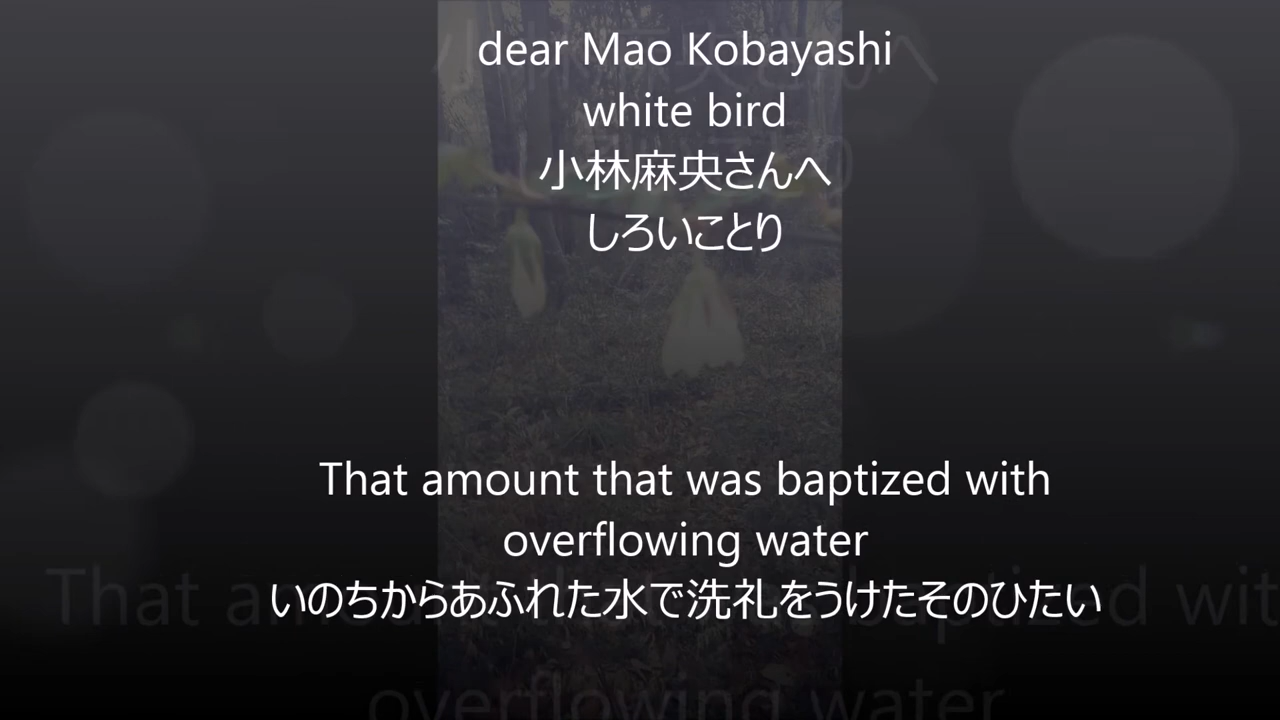 dear Mao Kobayashi
white bird
小林麻央さんへ
しろいことり
That amount that was baptized with
overflowing water
いのちからあふれた水で洗礼をうけたそのひたい